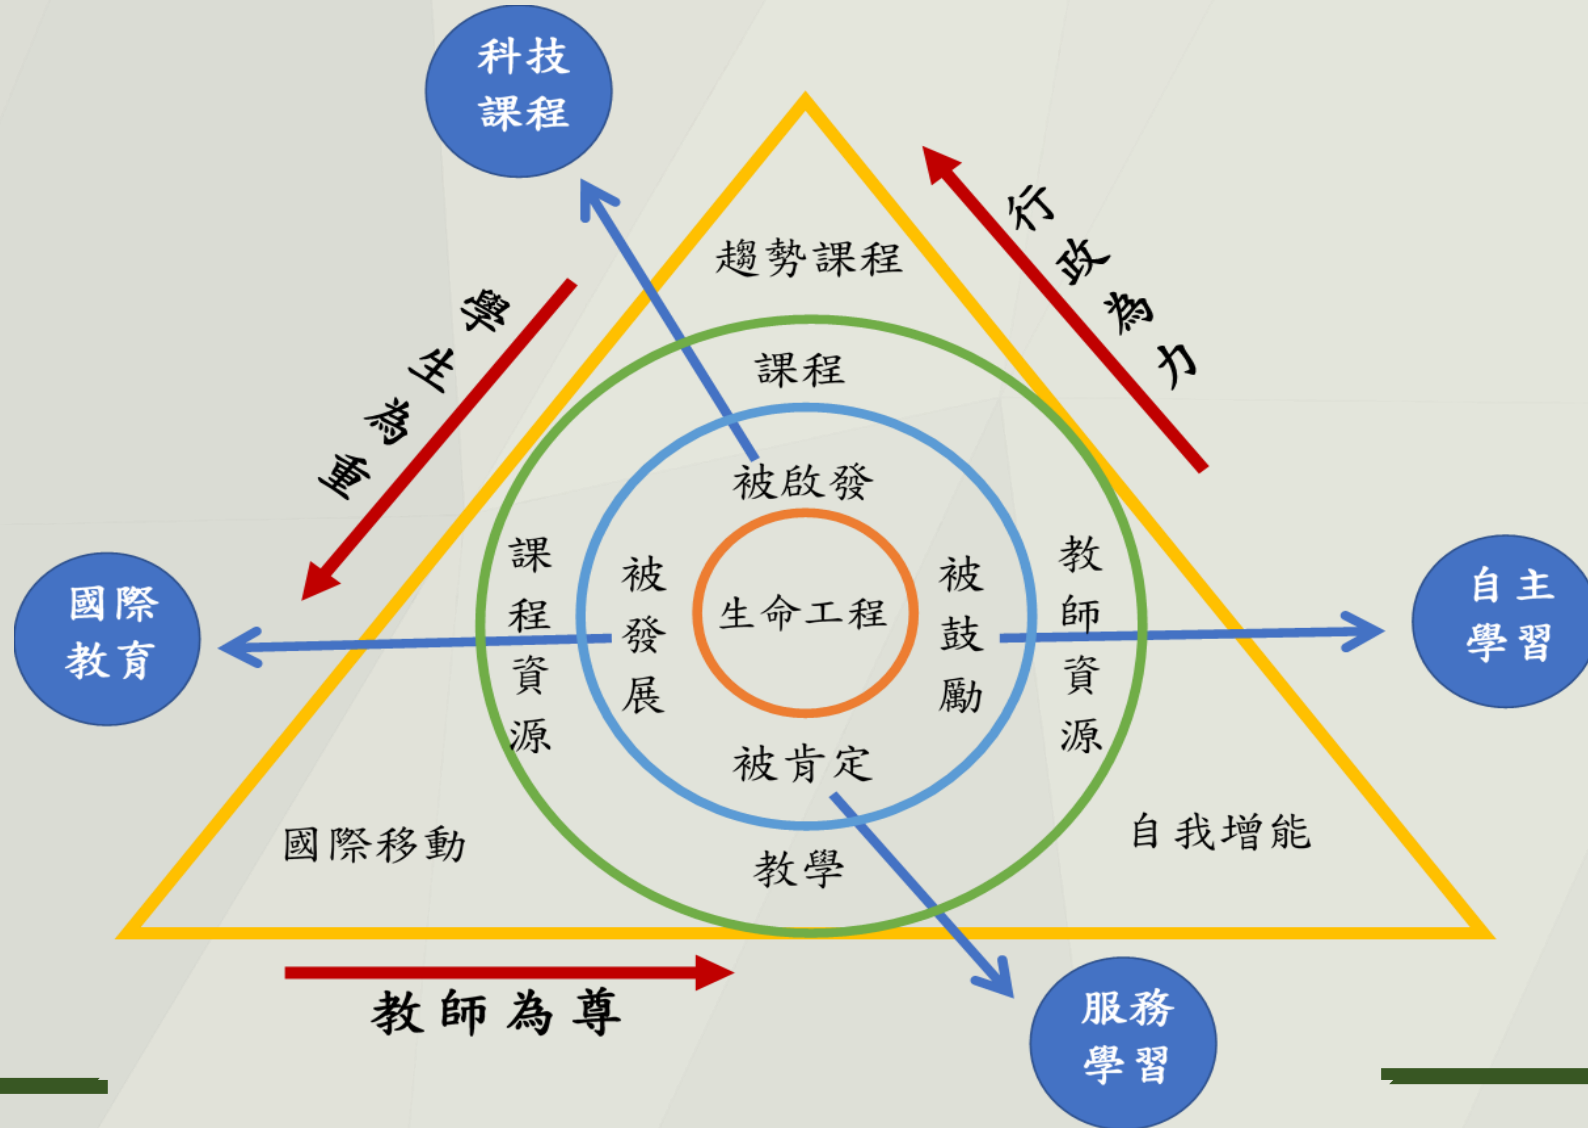 科技
課程
行政為力
趨勢課程
學生為重
課程
被啟發
課程資源
被發展
生命工程
被鼓勵
教師資源
國際
教育
自主
學習
被肯定
國際移動
教學
自我增能
教師為尊
服務
學習